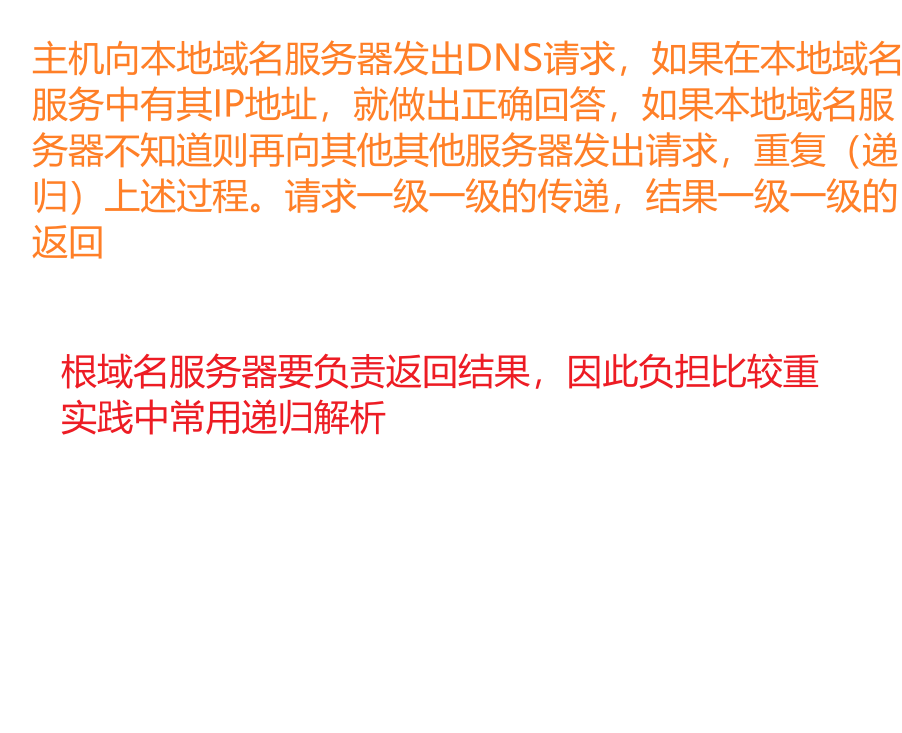 主机向本地域名服务器发出DNS请求，如果在本地域名
服务中有其IP地址，就做出正确回答，如果本地域名服
务器不知道则再向其他其他服务器发出请求，重复（递
归）上述过程。请求一级一级的传递，结果一级一级的
返回
根域名服务器要负责返回结果，因此负担比较重
实践中常用递归解析